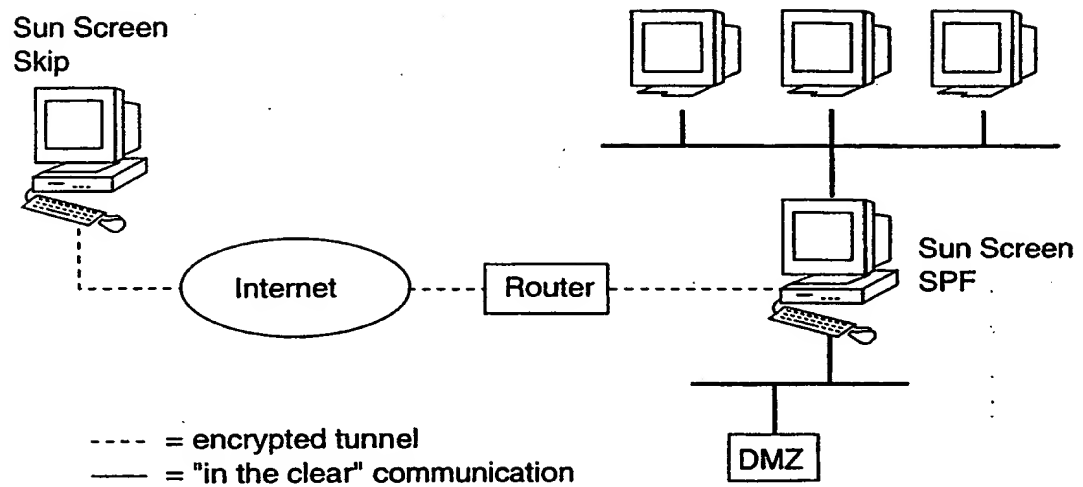 Sun Screen
Skip
Internet
Router
Sun Screen
SPF
DMZ
---- = encrypted tunnel
—— = "in the clear" communication